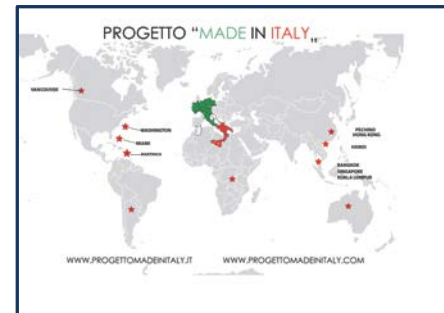 PROGETTO “MADE IN ITALY„
VANCOUVER
WASHINGTON
MIAMI
PECHINO
HONG KONG
HANOI
BANGKOK
SINGAPORE
KUALA LUMPUR
WWW.PROGETTOMADEINITALY.IT
WWW.PROGETTOMADEINITALY.COM